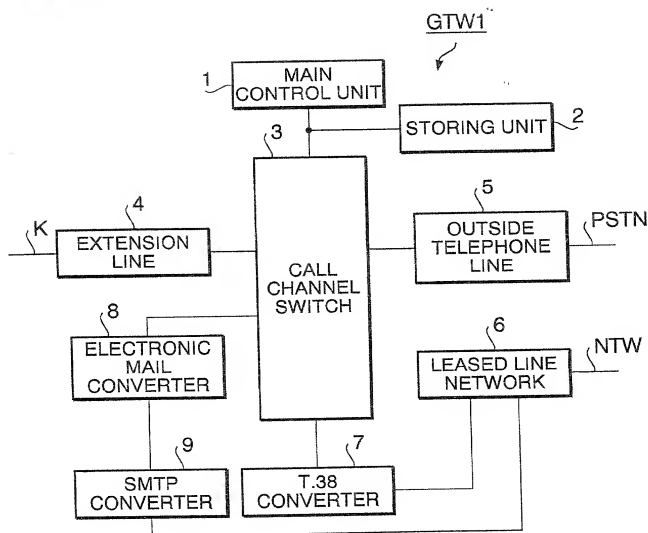 GTW1
1
MAIN
CONTROL UNIT
STORING UNIT
2
3
CALL
CHANNEL
SWITCH
4
K
EXTENSION
LINE
5
OUTSIDE
TELEPHONE
LINE
PSTN
8
ELECTRONIC
MAIL
CONVERTER
6
LEASED LINE
NETWORK
NTW
9
SMTP
CONVERTER
7
T.38
CONVERTER